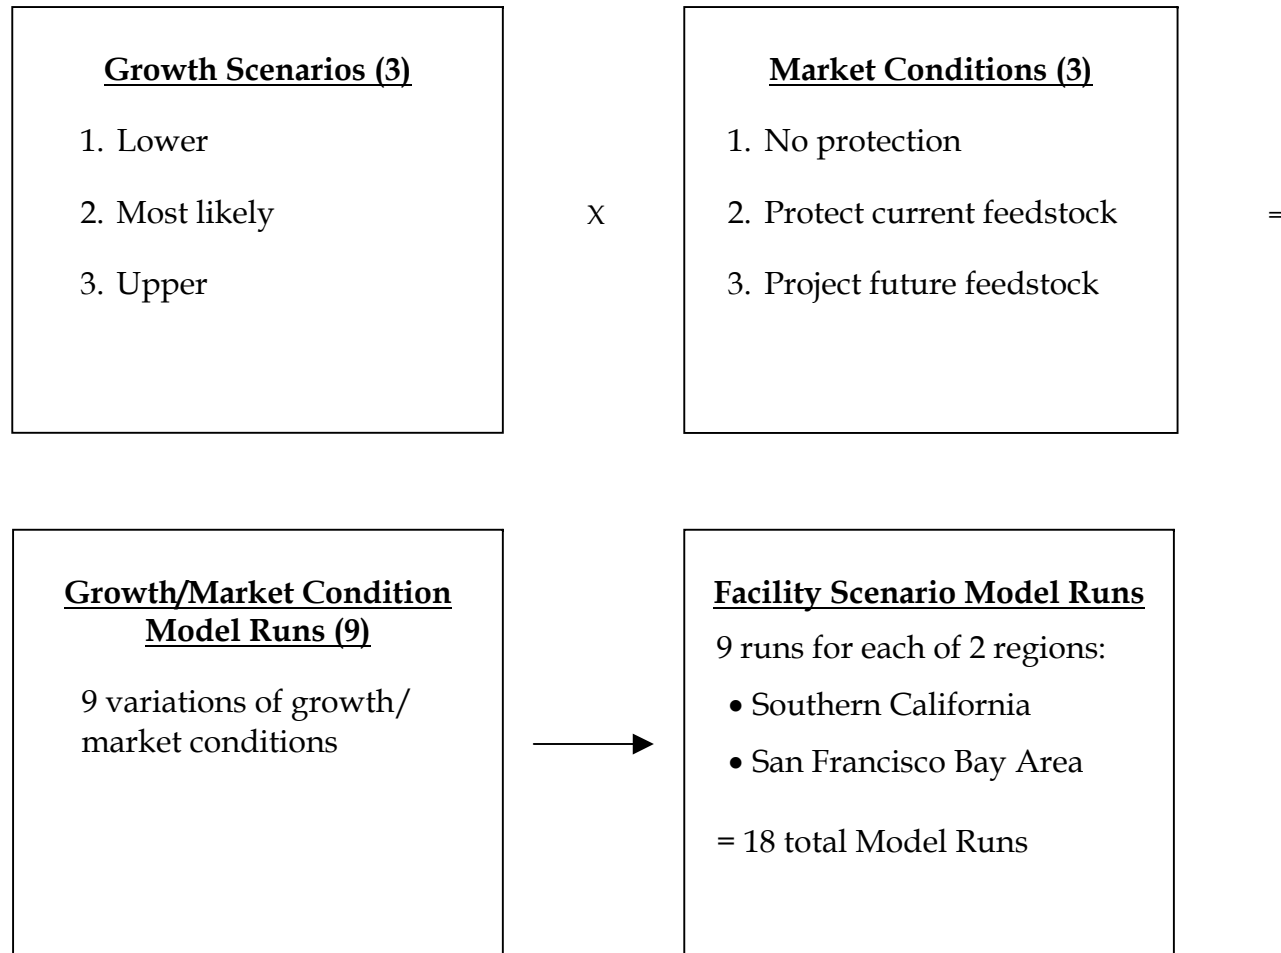 Growth Scenarios (3)
1. Lower
2. Most likely
3. Upper
X
Market Conditions (3)
1. No protection
2. Protect current feedstock
3. Project future feedstock
=
Growth/Market Condition
Model Runs (9)
9 variations of growth/
market conditions
Facility Scenario Model Runs
9 runs for each of 2 regions:
• Southern California
• San Francisco Bay Area
= 18 total Model Runs